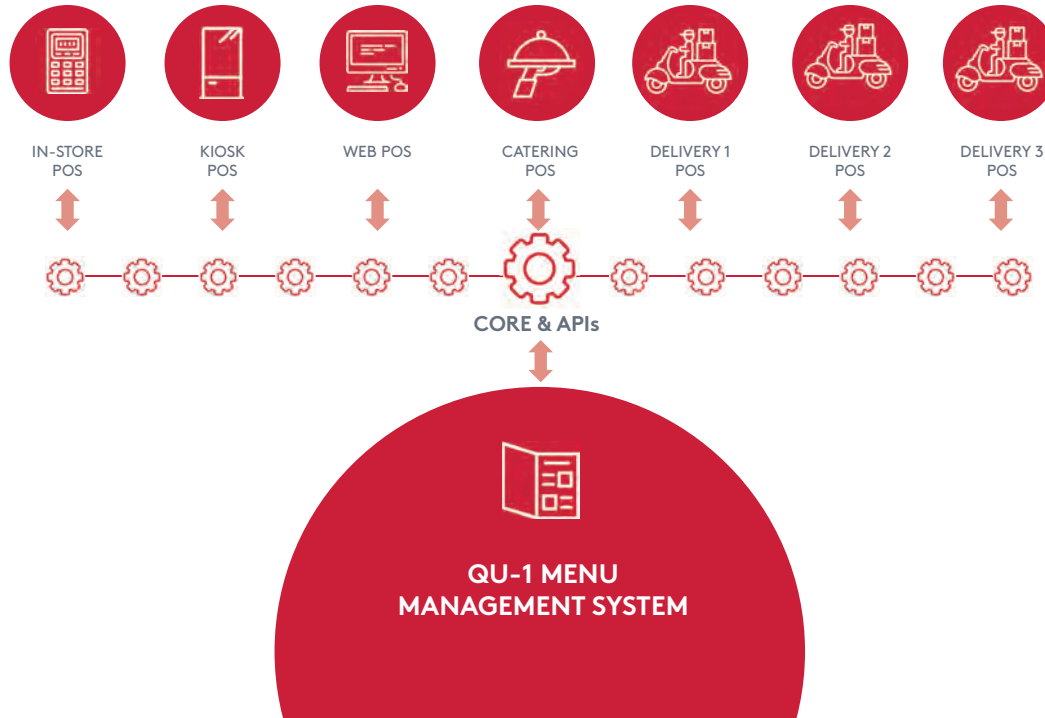 IN-STORE
POS
KIOSK
POS
WEB POS
CATERING
POS
DELIVERY 1
POS
DELIVERY 2
POS
DELIVERY 3
POS
CORE & APIs
QU-1 MENU
MANAGEMENT SYSTEM